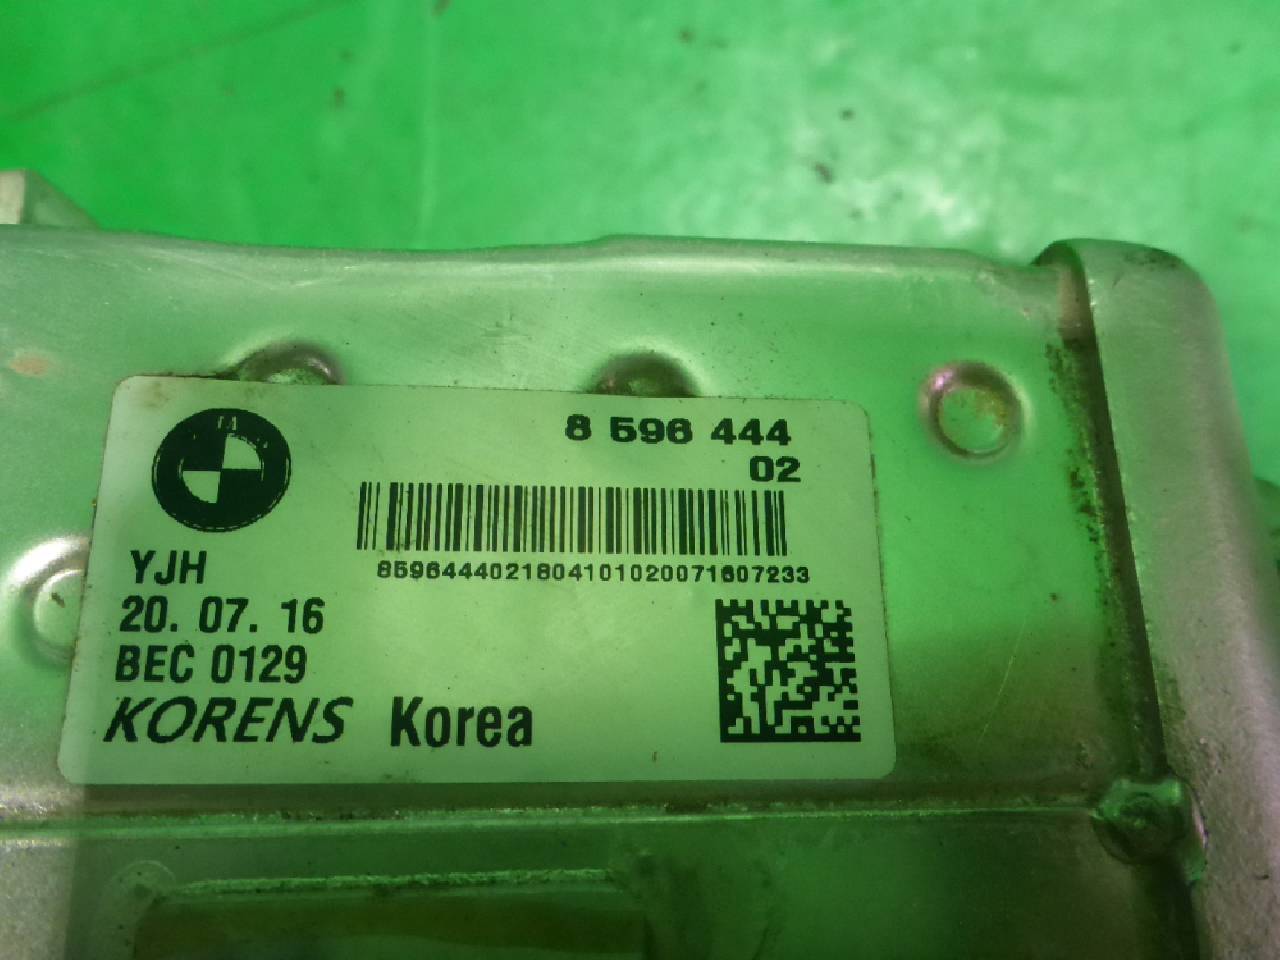 8 596 444
02
8596444021804101020071607233
YJH
20. 07. 16
BEC 0129
KORENS Korea